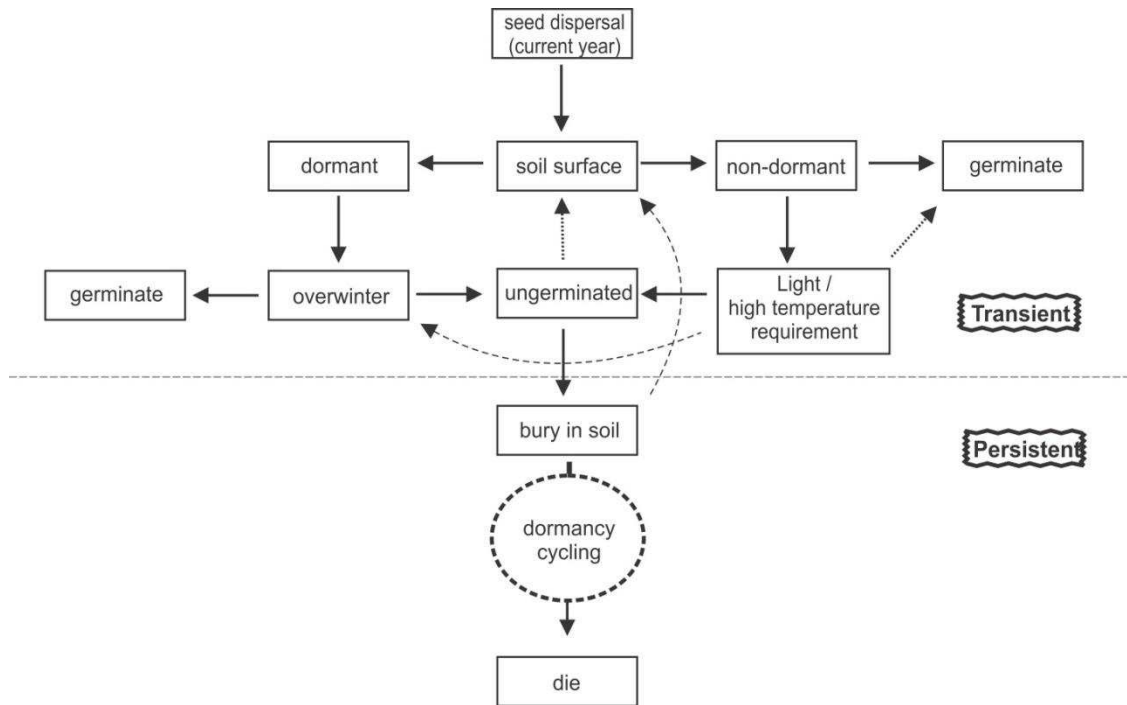 seed dispersal
(current year)
dormant
soil surface
non-dormant
germinate
germinate
overwinter
ungerminated
Light /
high temperature
requirement
Transient
bury in soil
Persistent
dormancy
cycling
die